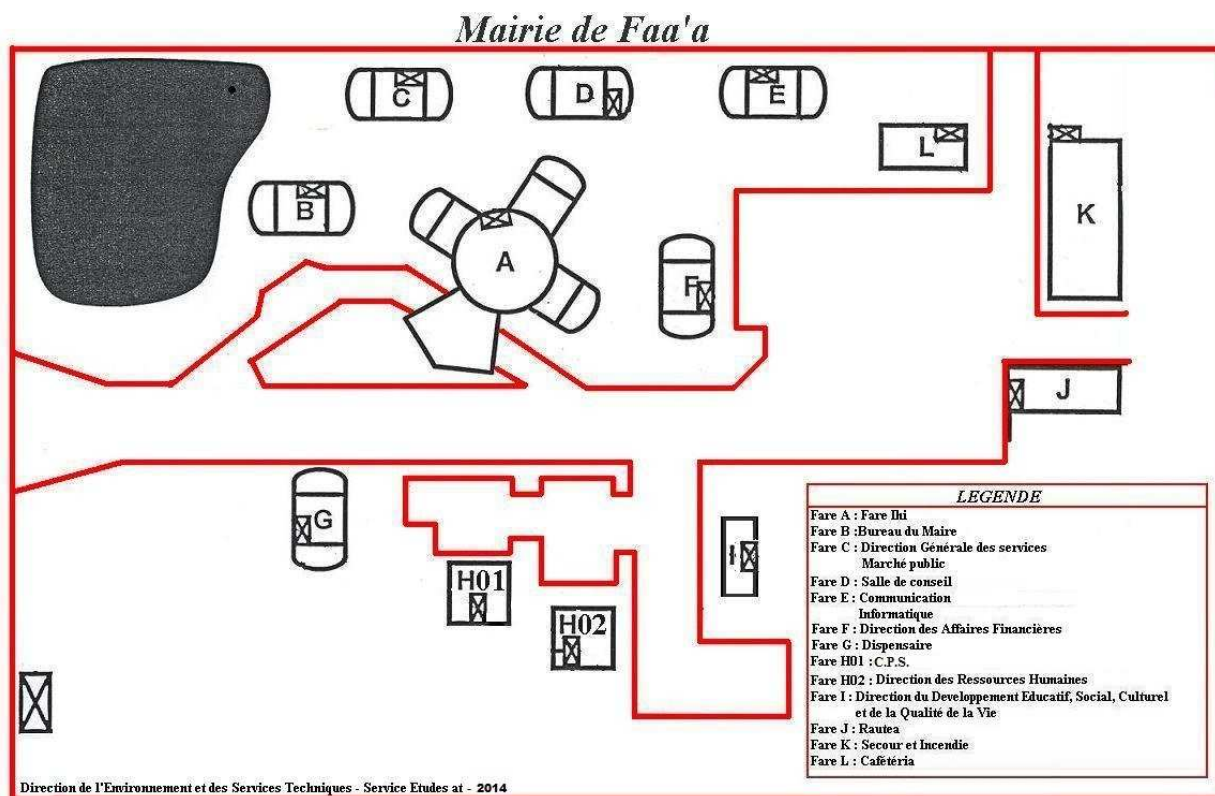 Mairie de Faa'a
C
D
E
L
K
B
A
F
J
G
I
H01
H02
LEGENDE
Fare A : Fare Ihi
Fare B :Bureau du Maire
Fare C : Direction Générale des services
Marché public
Fare D : Salle de conseil
Fare E : Communication
Informatique
Fare F : Direction des Affaires Financières
Fare G : Dispensaire
Fare H01 : C.P.S.
Fare H02 : Direction des Ressources Humaines
Fare I : Direction du Developpement Educatif, Social, Culturel
et de la Qualité de la Vie
Fare J : Rautea
Fare K : Secour et Incendie
Fare L : Cafétéria
Direction de l'Environnement et des Services Techniques - Service Etudes at - 2014